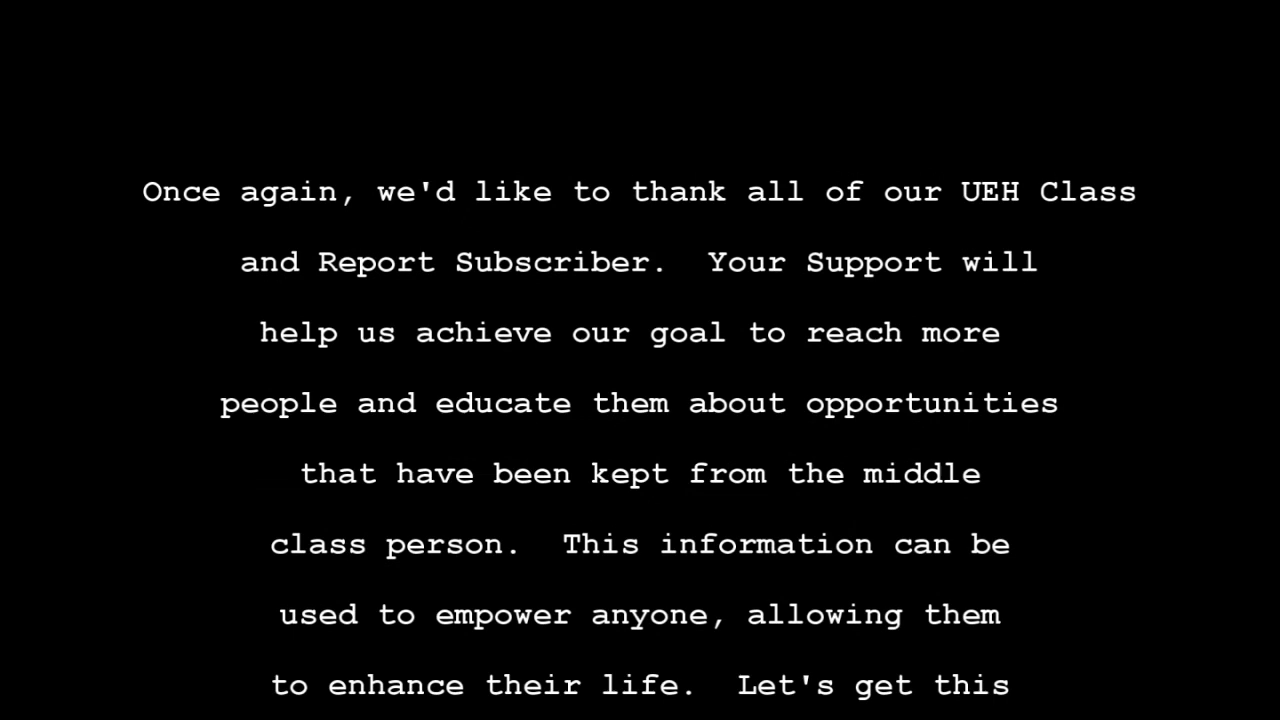 Once again, we'd like to thank all of our UEH Class
and Report Subscriber.  Your Support will
help us achieve our goal to reach more
people and educate them about opportunities
that have been kept from the middle
class person.  This information can be
used to empower anyone, allowing them
to enhance their life.  Let's get this